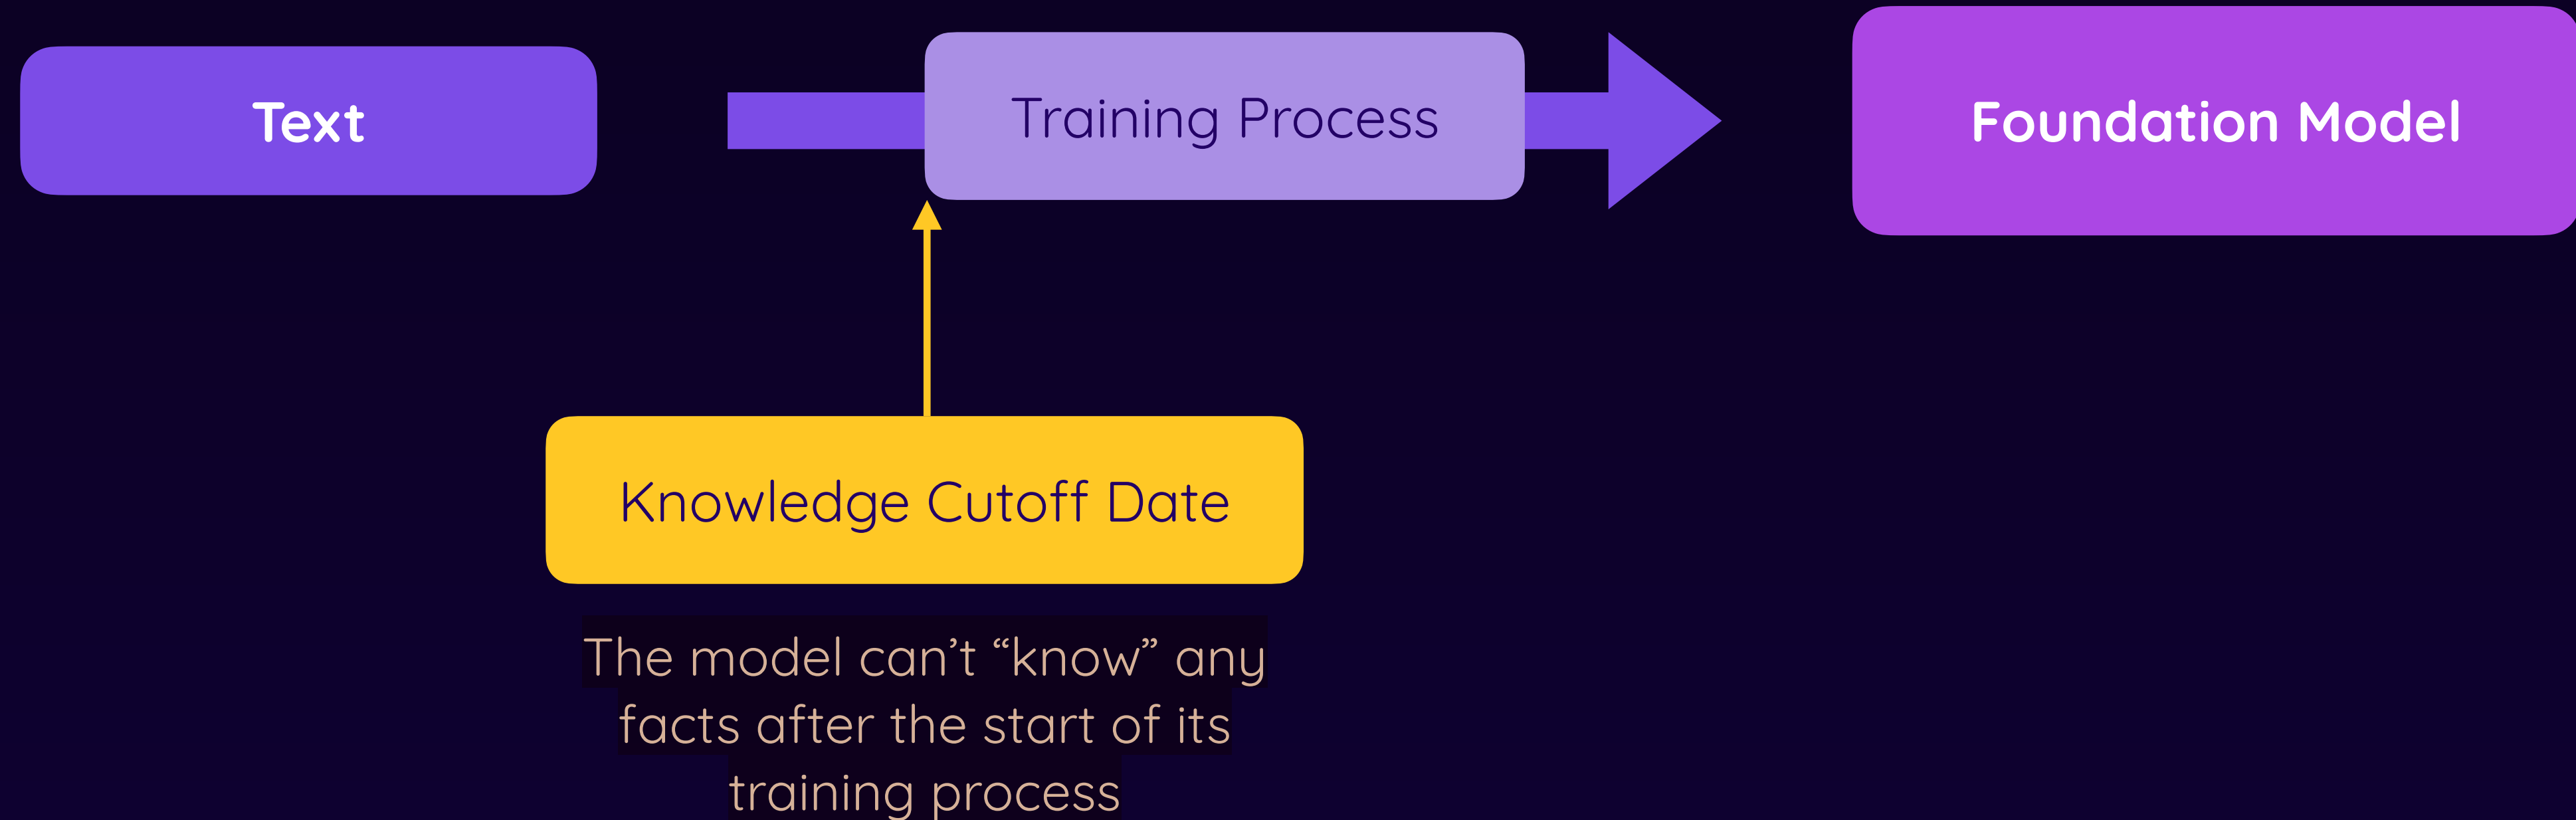 Text
Training Process
Foundation Model
Knowledge Cutoff Date
The model can’t “know” any
facts after the start of its
training process